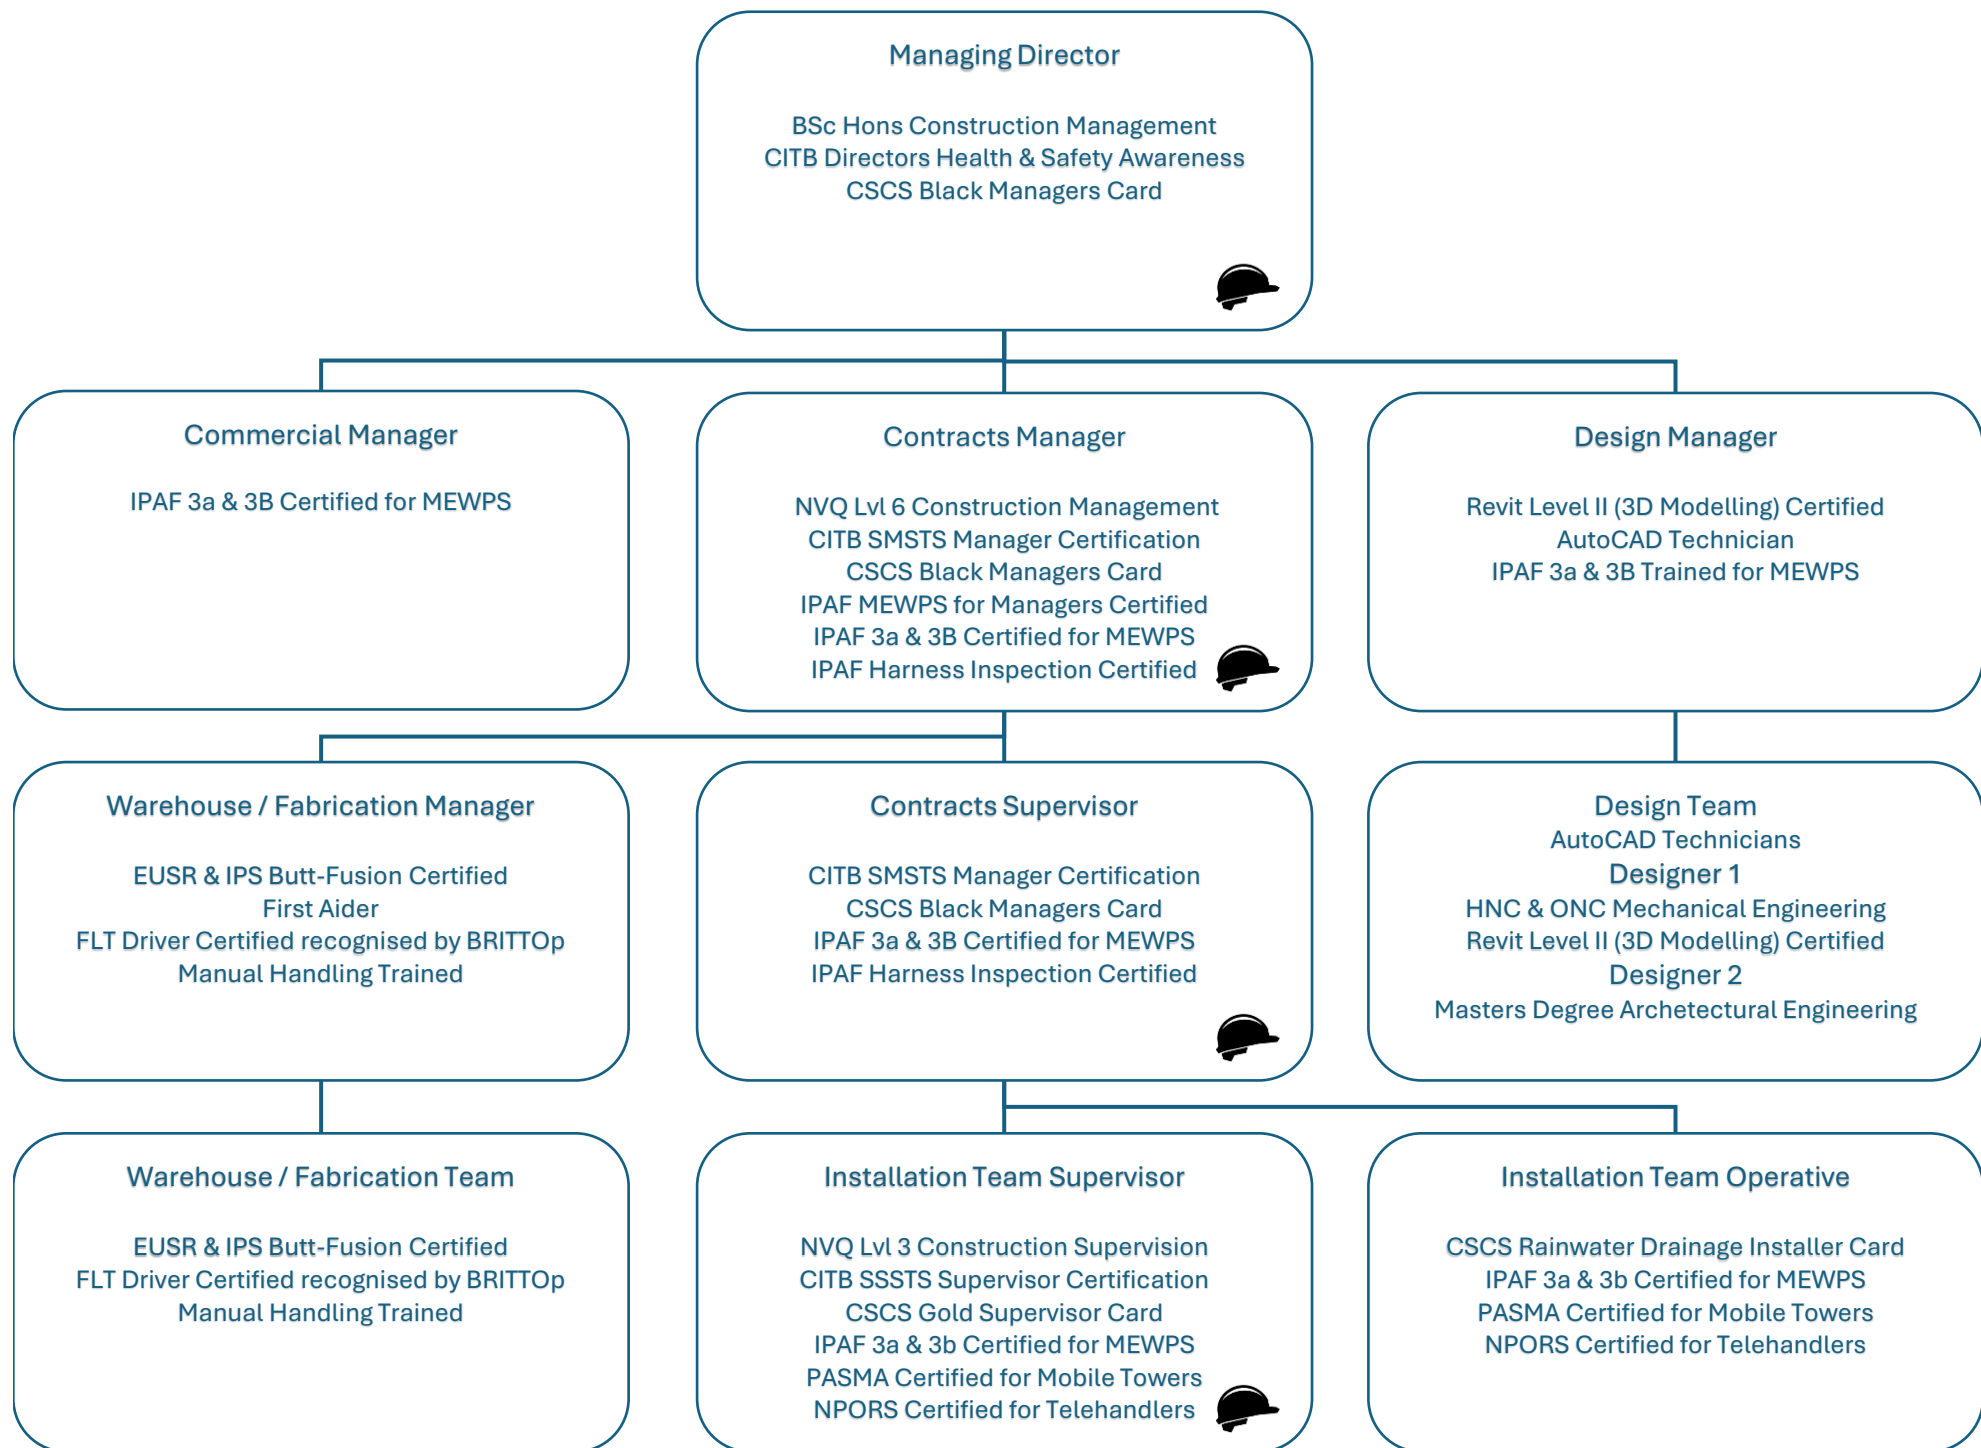 Managing Director
BSc Hons Construction Management
CITB Directors Health & Safety Awareness
CSCS Black Managers Card
Commercial Manager
IPAF 3a & 3B Certified for MEWPS
Contracts Manager
NVQ Lvl 6 Construction Management
CITB SMSTS Manager Certification
CSCS Black Managers Card
IPAF MEWPS for Managers Certified
IPAF 3a & 3B Certified for MEWPS
IPAF Harness Inspection Certified
Design Manager
Revit Level II (3D Modelling) Certified
AutoCAD Technician
IPAF 3a & 3B Trained for MEWPS
Warehouse / Fabrication Manager
EUSR & IPS Butt-Fusion Certified
First Aider
FLT Driver Certified recognised by BRITTOp
Manual Handling Trained
Contracts Supervisor
CITB SMSTS Manager Certification
CSCS Black Managers Card
IPAF 3a & 3B Certified for MEWPS
IPAF Harness Inspection Certified
Design Team
AutoCAD Technicians
Designer 1
HNC & ONC Mechanical Engineering
Revit Level II (3D Modelling) Certified
Designer 2
Masters Degree Archetectural Engineering
Warehouse / Fabrication Team
EUSR & IPS Butt-Fusion Certified
FLT Driver Certified recognised by BRITTOp
Manual Handling Trained
Installation Team Supervisor
NVQ Lvl 3 Construction Supervision
CITB SSSTS Supervisor Certification
CSCS Gold Supervisor Card
IPAF 3a & 3b Certified for MEWPS
PASMA Certified for Mobile Towers
NPORS Certified for Telehandlers
Installation Team Operative
CSCS Rainwater Drainage Installer Card
IPAF 3a & 3b Certified for MEWPS
PASMA Certified for Mobile Towers
NPORS Certified for Telehandlers